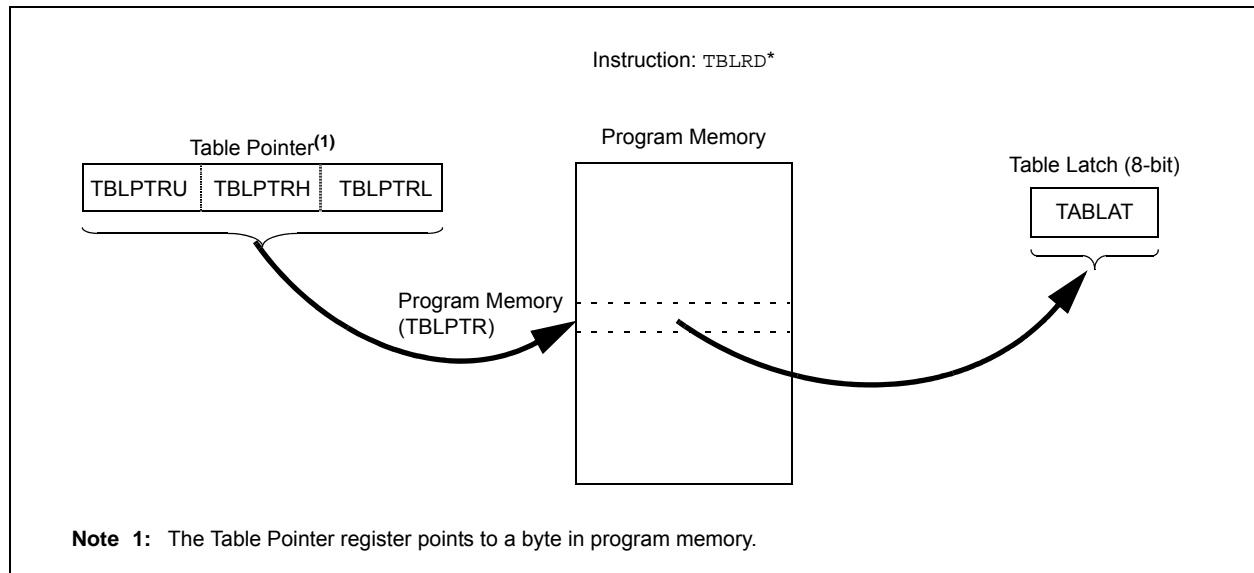 Instruction: TBLRD*
Table Pointer(1)
Program Memory
Table Latch (8-bit)
TBLPTRU TBLPTRH TBLPTRL
TABLAT
Program Memory
(TBLPTR)
Note 1: The Table Pointer register points to a byte in program memory.